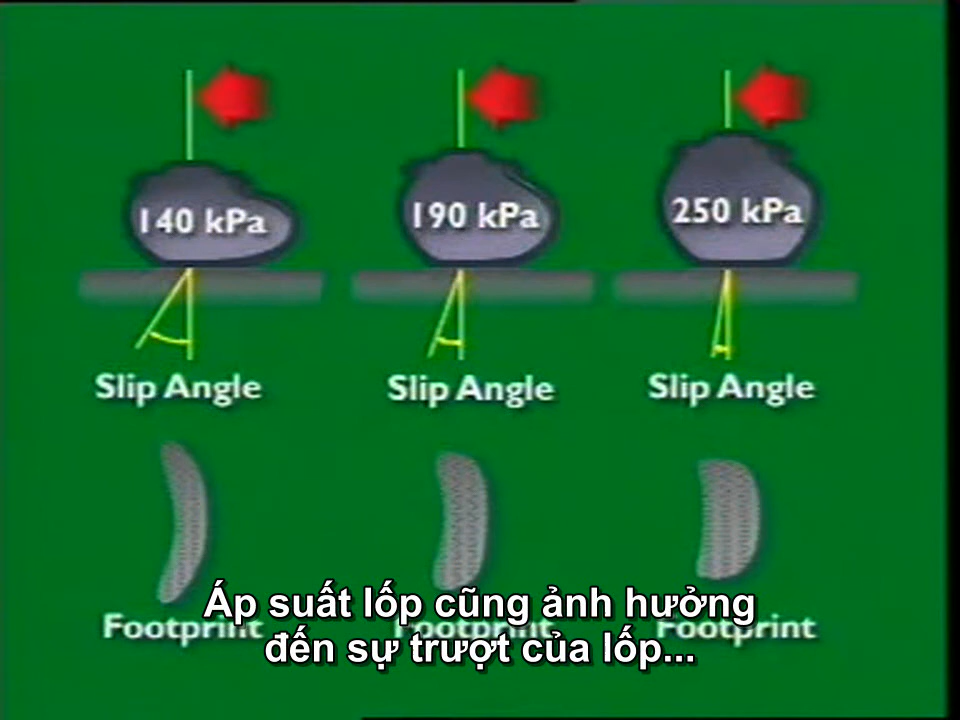 140 kPa 190 kPa 250 kPa
Slip Angle Slip Angle Slip Angle
Footprint Footprint Footprint
Áp suất lốp cũng ảnh hưởng
đến sự trượt của lốp...